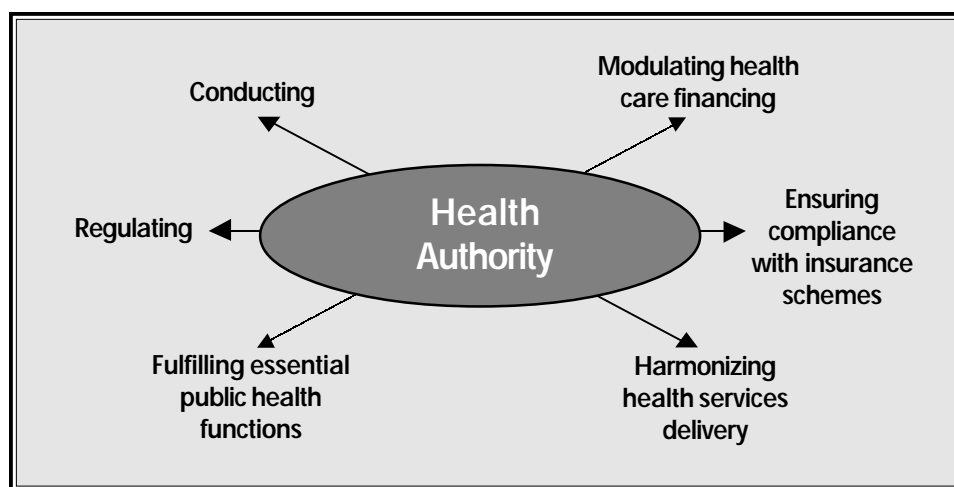 Conducting
Modulating health
care financing
Regulating
Health
Authority
Ensuring
compliance
with insurance
schemes
Fulfilling essential
public health
functions
Harmonizing
health services
delivery